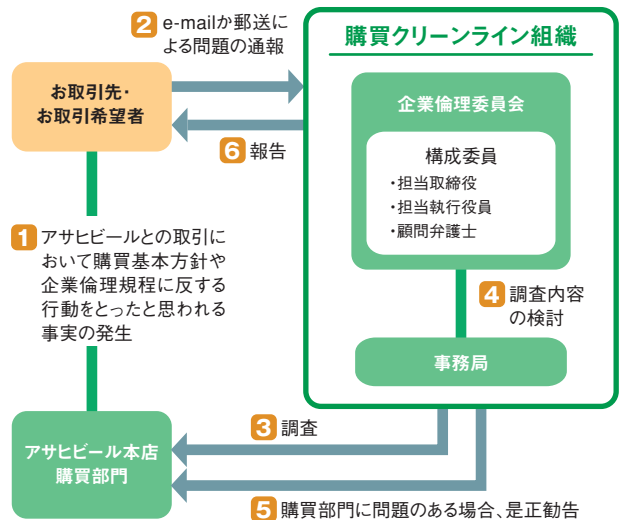 2 e-mailか郵送に
よる問題の通報
購買クリーンライン組織
お取引先・
お取引希望者
企業倫理委員会
構成委員
・担当取締役
・担当執行役員
・顧問弁護士
6 報告
1 アサヒビールとの取引に
おいて購買基本方針や
企業倫理規程に反する
行動をとったと思われる
事実の発生
4 調査内容
の検討
事務局
3 調査
アサヒビール本店
購買部門
5 購買部門に問題のある場合、是正勧告